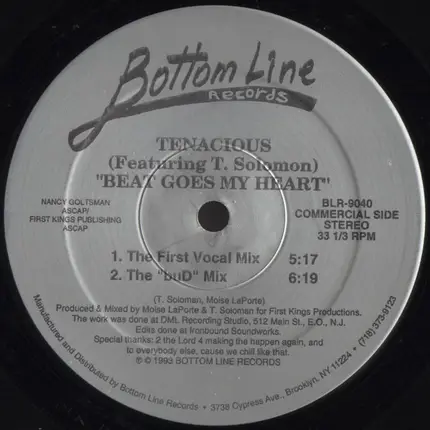 Bottom Line
Records
TENACIOUS
(Featuring T. Solomon)
"BEAT GOES MY HEART"
NANCY GOLTSMAN
ASCAP/
FIRST KINGS PUBLISHING
ASCAP
BLR-9040
COMMERCIAL SIDE
STEREO
33 1/3 RPM
1. The First Vocal Mix 5:17
2. The "buD" Mix 6:19
(T. Soloman, Moise LaPorte)
Produced & Mixed by Moise LaPorte & T. Soloman for First Kings Productions.
The work was done at DML Recording Studio, 512 Main St., E.O., N.J.
Edits done at Ironbound Soundworks.
Special thanks: 2 the Lord 4 making the happen again, and
to everybody else, cause we chill like that.
℗ © 1993 BOTTOM LINE RECORDS
Manufactured and Distributed by Bottom Line Records • 3738 Cypress Ave., Brooklyn, NY 11224 • (718) 373-9123